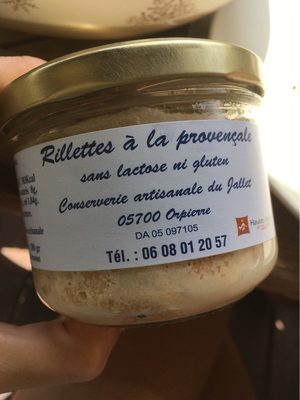 Rillettes à la provençale
sans lactose ni gluten
Conserverie artisanale du Jallet
05700 Orpierre
DA 05 097105
Tél. : 06 08 01 20 57